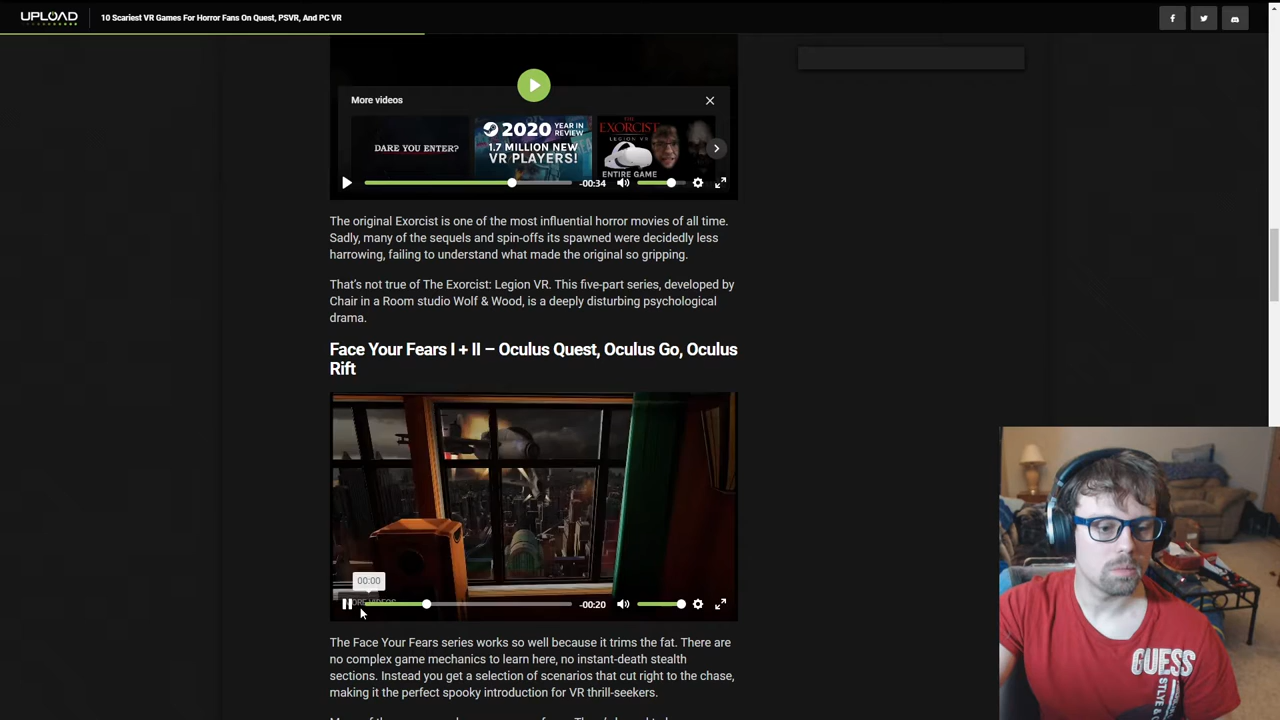 UPLOAD
10 Scariest VR Games For Horror Fans On Quest, PSVR, And PC VR
More videos
DARE YOU ENTER?
2020 YEAR IN REVIEW
1.7 MILLION NEW
VR PLAYERS!
THE
EXORCIST
LEGION VR
ENTIRE GAME
-00:34
The original Exorcist is one of the most influential horror movies of all time.
Sadly, many of the sequels and spin-offs its spawned were decidedly less
harrowing, failing to understand what made the original so gripping.
That's not true of The Exorcist: Legion VR. This five-part series, developed by
Chair in a Room studio Wolf & Wood, is a deeply disturbing psychological
drama.
Face Your Fears I + II – Oculus Quest, Oculus Go, Oculus
Rift
00:00
MORE VIDEOS
-00:20
The Face Your Fears series works so well because it trims the fat. There are
no complex game mechanics to learn here, no instant-death stealth
sections. Instead you get a selection of scenarios that cut right to the chase,
making it the perfect spooky introduction for VR thrill-seekers.
GUESS